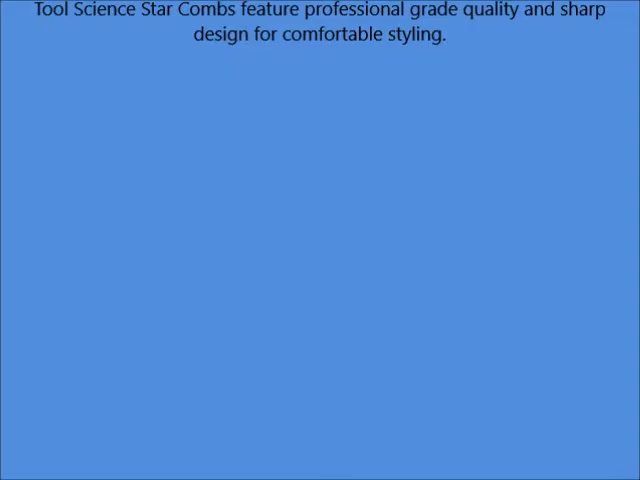 Tool Science Star Combs feature professional grade quality and sharp
design for comfortable styling.